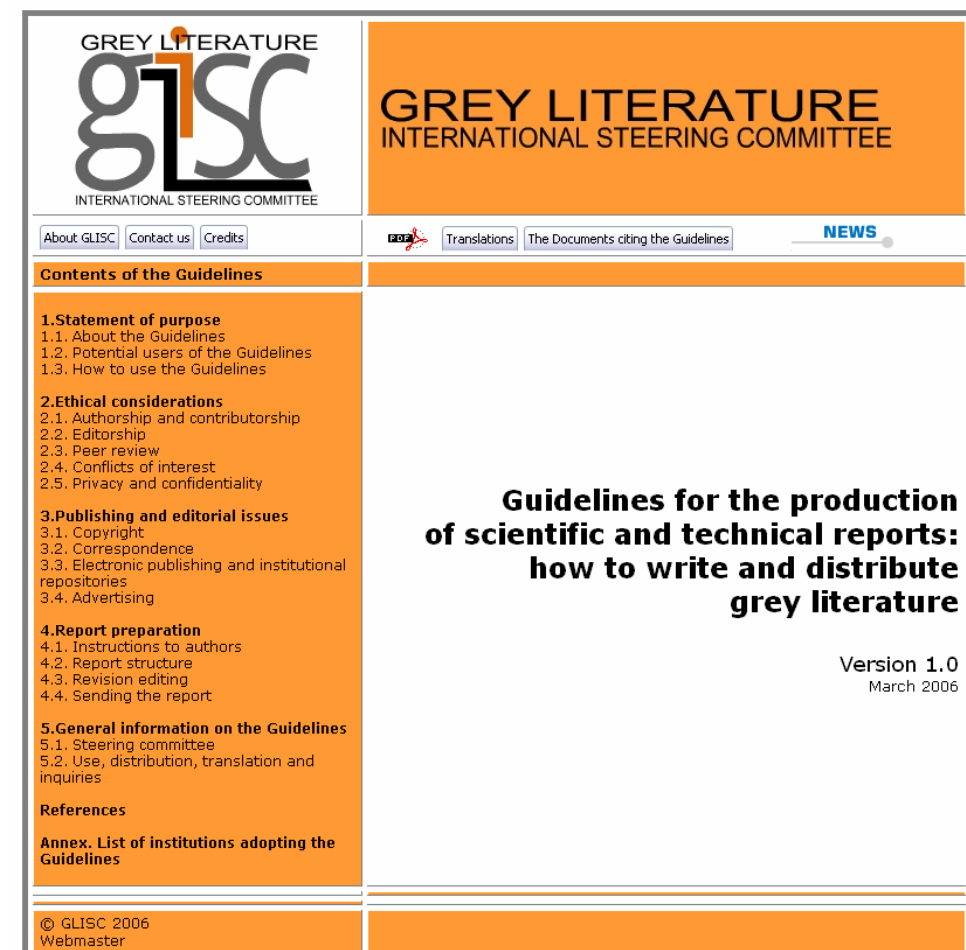 GREY LITERATURE
glisc
INTERNATIONAL STEERING COMMITTEE
GREY LITERATURE
INTERNATIONAL STEERING COMMITTEE
About GLISC
Contact us
Credits
PDF
Translations
The Documents citing the Guidelines
NEWS
Contents of the Guidelines
1.Statement of purpose
1.1. About the Guidelines
1.2. Potential users of the Guidelines
1.3. How to use the Guidelines
2.Ethical considerations
2.1. Authorship and contributorship
2.2. Editorship
2.3. Peer review
2.4. Conflicts of interest
2.5. Privacy and confidentiality
3.Publishing and editorial issues
3.1. Copyright
3.2. Correspondence
3.3. Electronic publishing and institutional
repositories
3.4. Advertising
4.Report preparation
4.1. Instructions to authors
4.2. Report structure
4.3. Revision editing
4.4. Sending the report
5.General information on the Guidelines
5.1. Steering committee
5.2. Use, distribution, translation and
inquiries
References
Annex. List of institutions adopting the
Guidelines
Guidelines for the production
of scientific and technical reports:
how to write and distribute
grey literature
Version 1.0
March 2006
© GLISC 2006
Webmaster